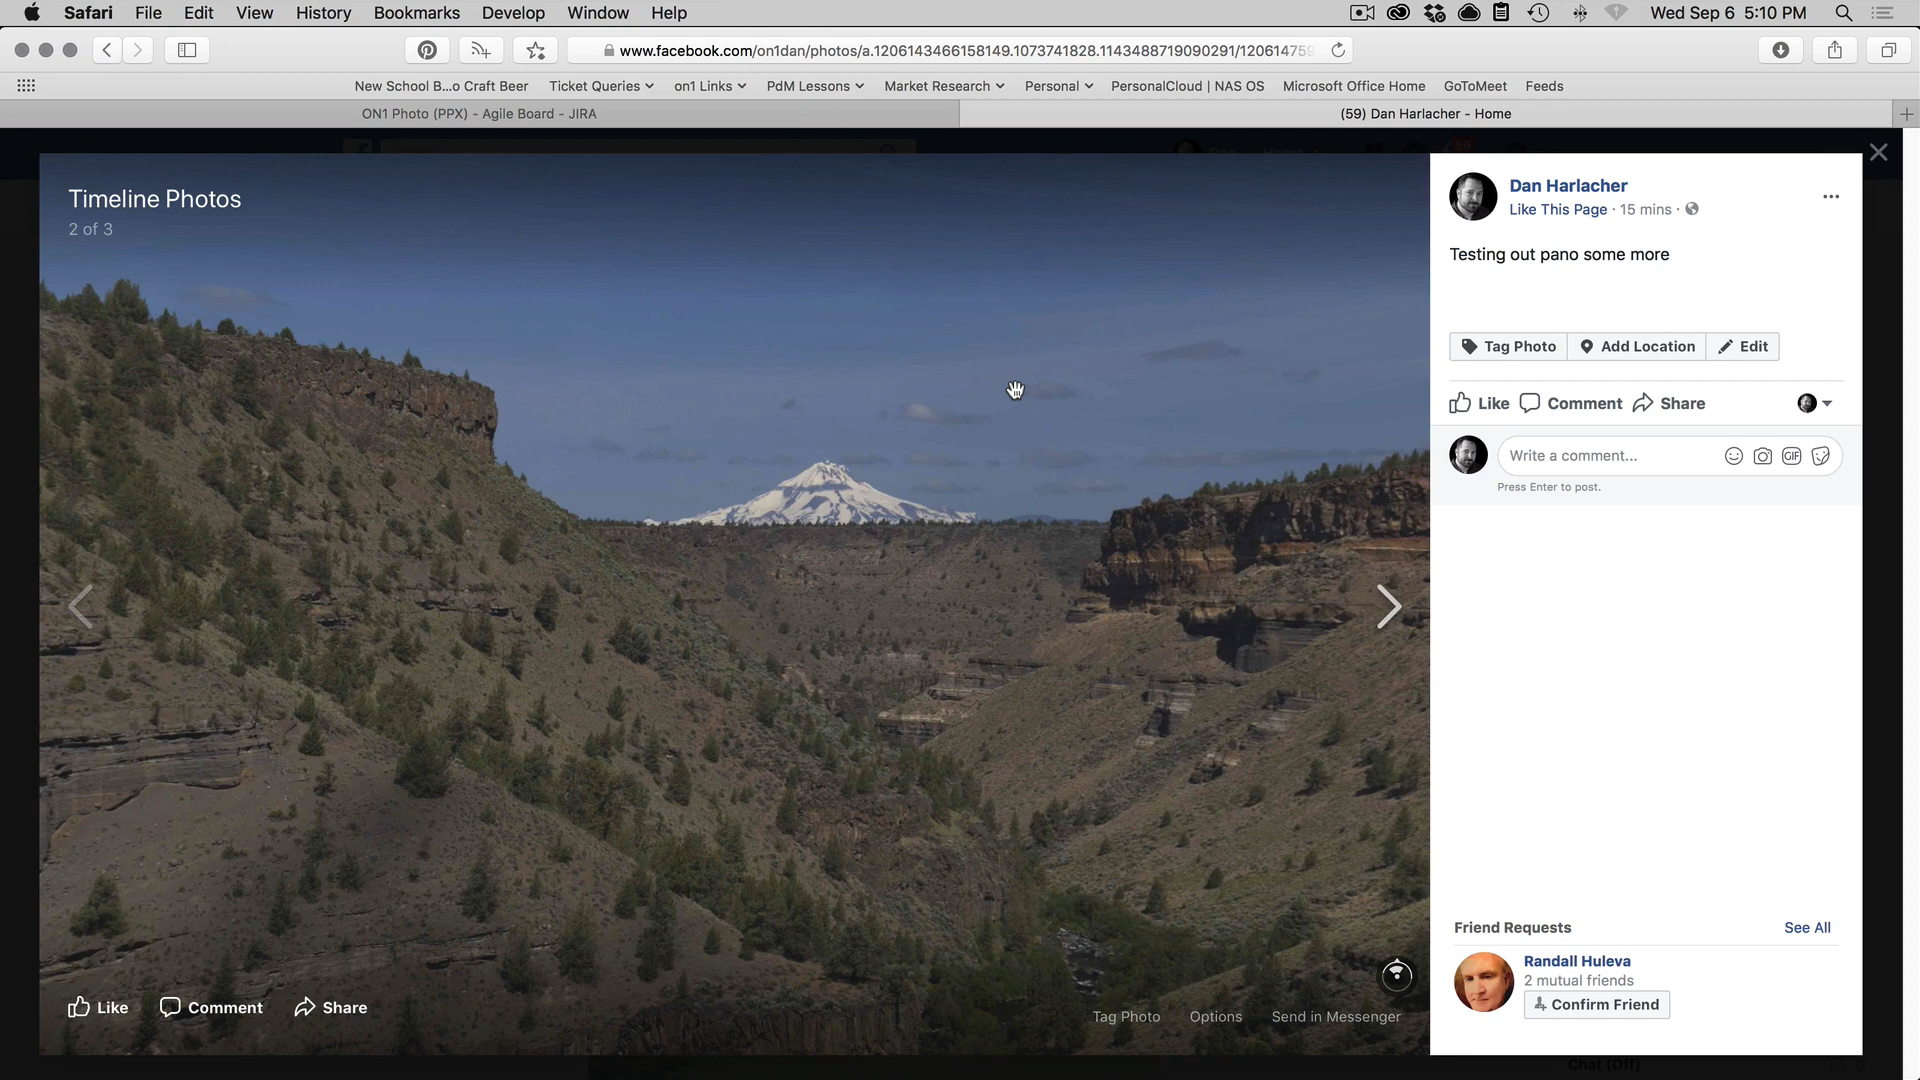 Safari File Edit View History Bookmarks Develop Window Help Wed Sep 6 5:10 PM
www.facebook.com/on1dan/photos/a.1206143466158149.1073741828.1143488719090291/120614759
New School B...o Craft Beer Ticket Queries on1 Links PdM Lessons Market Research Personal PersonalCloud | NAS OS Microsoft Office Home GoToMeet Feeds
ON1 Photo (PPX) - Agile Board - JIRA (59) Dan Harlacher - Home
Timeline Photos
2 of 3
Dan Harlacher
Like This Page · 15 mins ·
Testing out pano some more
Tag Photo Add Location Edit
Like Comment Share
Write a comment... GIF
Press Enter to post.
Friend Requests See All
Randall Huleva
2 mutual friends
Confirm Friend
Like Comment Share
Tag Photo Options Send in Messenger
Chat (Off)